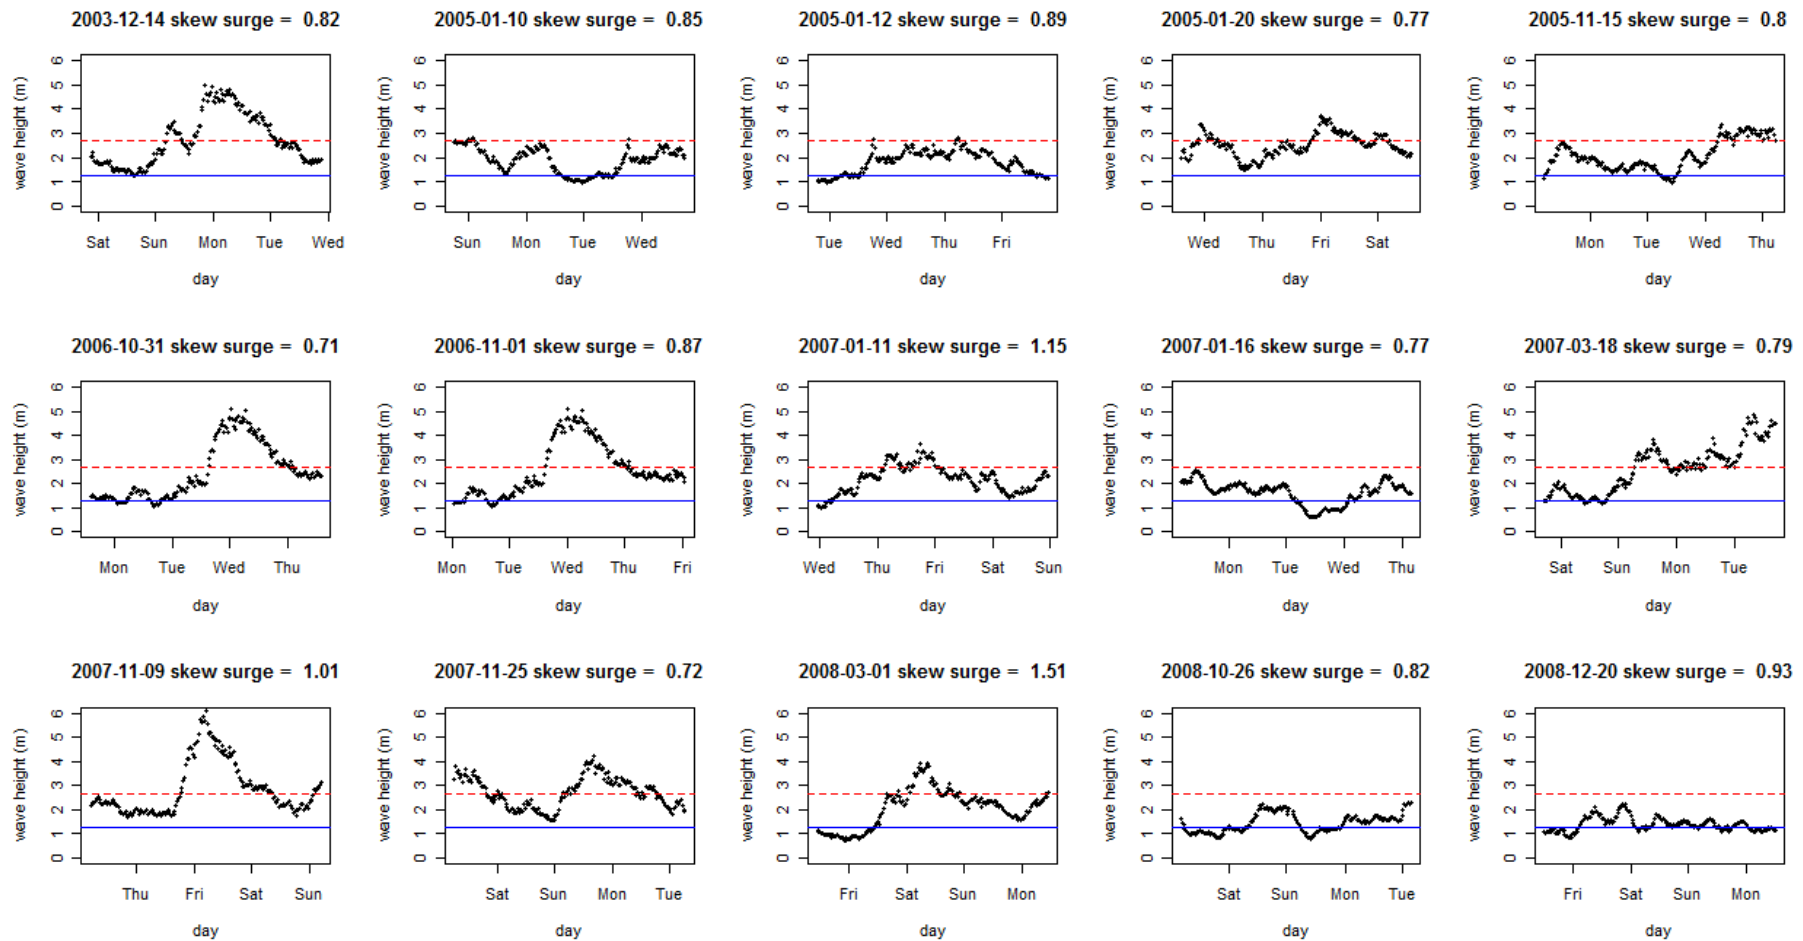 2003-12-14 skew surge = 0.82
wave height (m)
0 1 2 3 4 5 6
Sat Sun Mon Tue Wed
day
2005-01-10 skew surge = 0.85
wave height (m)
0 1 2 3 4 5 6
Sun Mon Tue Wed
day
2005-01-12 skew surge = 0.89
wave height (m)
0 1 2 3 4 5 6
Tue Wed Thu Fri
day
2005-01-20 skew surge = 0.77
wave height (m)
0 1 2 3 4 5 6
Wed Thu Fri Sat
day
2005-11-15 skew surge = 0.8
wave height (m)
0 1 2 3 4 5 6
Mon Tue Wed Thu
day
2006-10-31 skew surge = 0.71
wave height (m)
0 1 2 3 4 5 6
Mon Tue Wed Thu
day
2006-11-01 skew surge = 0.87
wave height (m)
0 1 2 3 4 5 6
Mon Tue Wed Thu Fri
day
2007-01-11 skew surge = 1.15
wave height (m)
0 1 2 3 4 5 6
Wed Thu Fri Sat Sun
day
2007-01-16 skew surge = 0.77
wave height (m)
0 1 2 3 4 5 6
Mon Tue Wed Thu
day
2007-03-18 skew surge = 0.79
wave height (m)
0 1 2 3 4 5 6
Sat Sun Mon Tue
day
2007-11-09 skew surge = 1.01
wave height (m)
0 1 2 3 4 5 6
Thu Fri Sat Sun
day
2007-11-25 skew surge = 0.72
wave height (m)
0 1 2 3 4 5 6
Sat Sun Mon Tue
day
2008-03-01 skew surge = 1.51
wave height (m)
0 1 2 3 4 5 6
Fri Sat Sun Mon
day
2008-10-26 skew surge = 0.82
wave height (m)
0 1 2 3 4 5 6
Sat Sun Mon Tue
day
2008-12-20 skew surge = 0.93
wave height (m)
0 1 2 3 4 5 6
Fri Sat Sun Mon
day